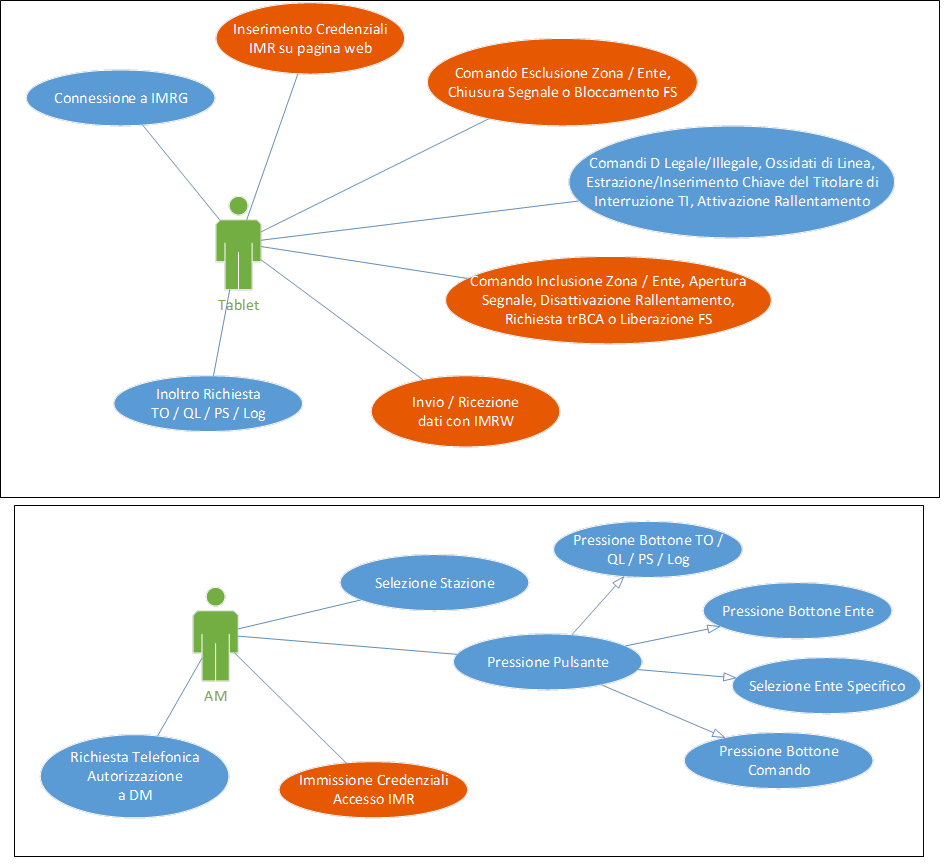 Inserimento Credenziali
IMR su pagina web
Connessione a IMRG
Comando Esclusione Zona / Ente,
Chiusura Segnale o Bloccamento FS
Comandi D Legale/Illegale, Ossidati di Linea,
Estrazione/Inserimento Chiave del Titolare di
Interruzione TI, Attivazione Rallentamento
Tablet
Comando Inclusione Zona / Ente, Apertura
Segnale, Disattivazione Rallentamento,
Richiesta trBCA o Liberazione FS
Inoltro Richiesta
TO / QL / PS / Log
Invio / Ricezione
dati con IMRW
Pressione Bottone TO /
QL / PS / Log
Selezione Stazione
Pressione Bottone Ente
Pressione Pulsante
Selezione Ente Specifico
AM
Pressione Bottone
Comando
Richiesta Telefonica
Autorizzazione
a DM
Immissione Credenziali
Accesso IMR